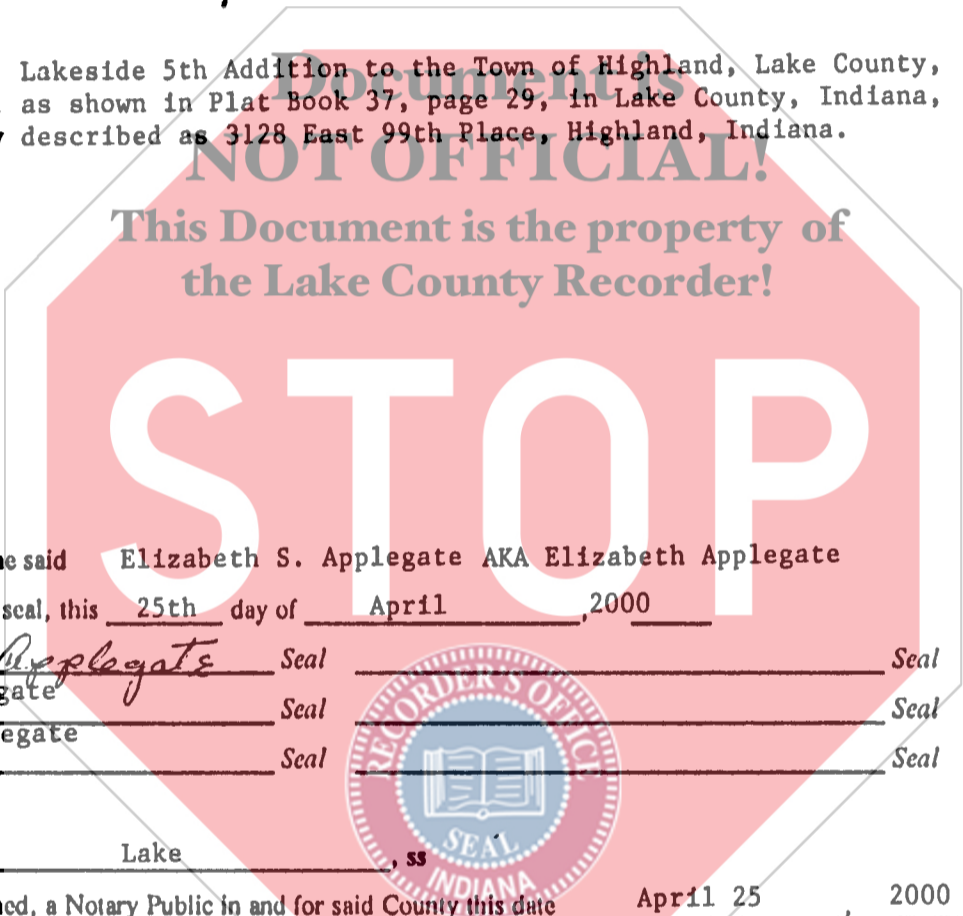 Lakeside 5th Addition to the Town of Highland, Lake County,
Document is
as shown in Plat Book 37, page 29, in Lake County, Indiana,
described as 3128 East 99th Place, Highland, Indiana.
NOT OFFICIAL!
This Document is the property of
the Lake County Recorder!
STOP
e said Elizabeth S. Applegate AKA Elizabeth Applegate
seal, this 25th day of April ,2000
Applegate Seal Seal
gate
Seal Seal
egate
Seal Seal
RECORDER'S OFFICE
SEAL
INDIANA
Lake , ss
ned, a Notary Public in and for said County this date April 25 , 2000